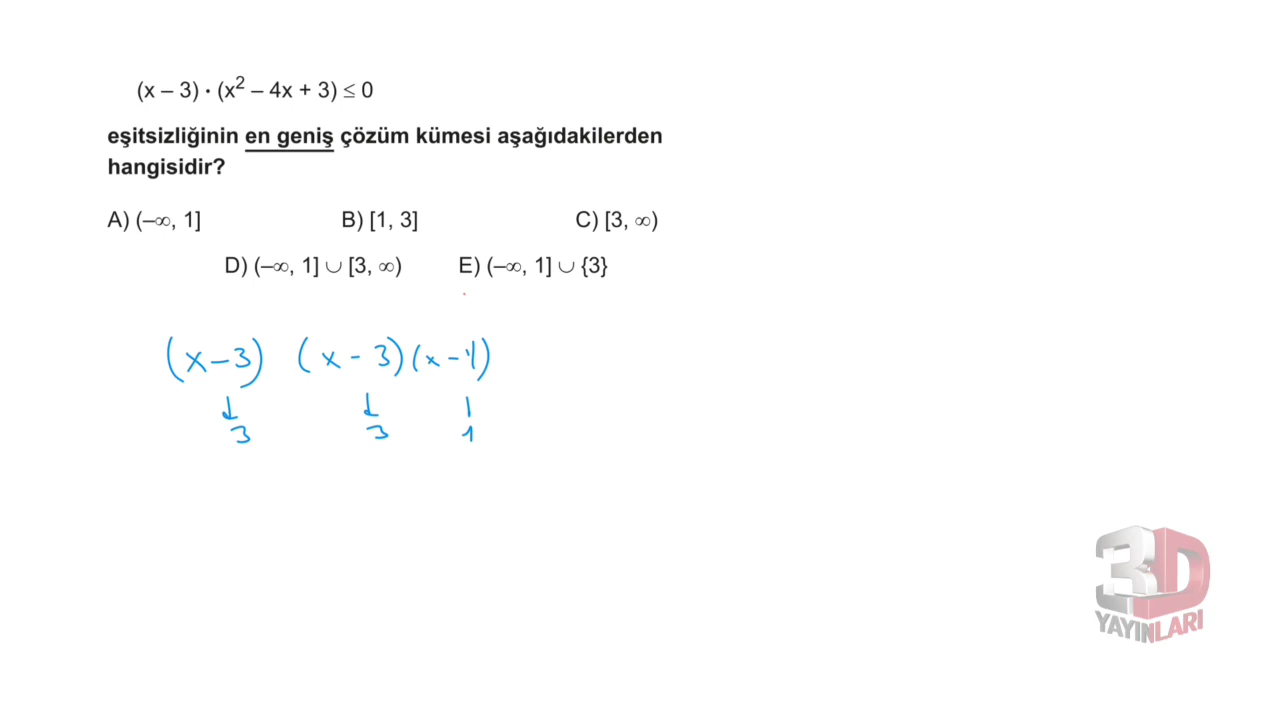 (x – 3) · (x² – 4x + 3) ≤ 0
eşitsizliğinin en geniş çözüm kümesi aşağıdakilerden
hangisidir?
A) (–∞, 1] B) [1, 3] C) [3, ∞)
D) (–∞, 1] ∪ [3, ∞) E) (–∞, 1] ∪ {3}
(x – 3) (x – 3) (x – 1)
3 3 1
3D
YAYINLARI